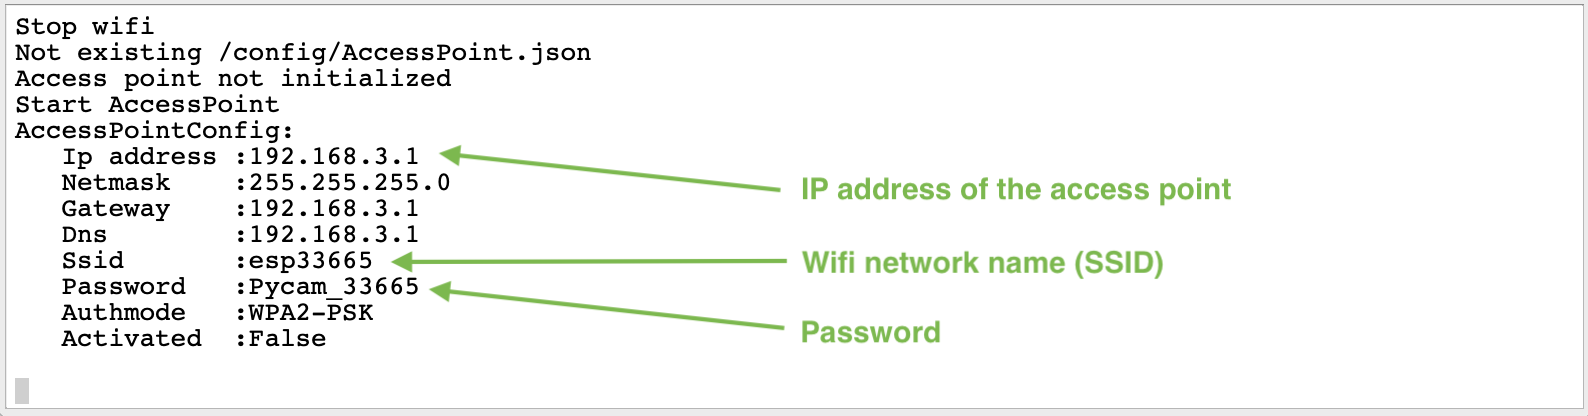 Stop wifi
Not existing /config/AccessPoint.json
Access point not initialized
Start AccessPoint
AccessPointConfig:
   Ip address :192.168.3.1
   Netmask    :255.255.255.0
   Gateway    :192.168.3.1
   Dns        :192.168.3.1
   Ssid       :esp33665
   Password   :Pycam_33665
   Authmode   :WPA2-PSK
   Activated  :False
IP address of the access point
Wifi network name (SSID)
Password